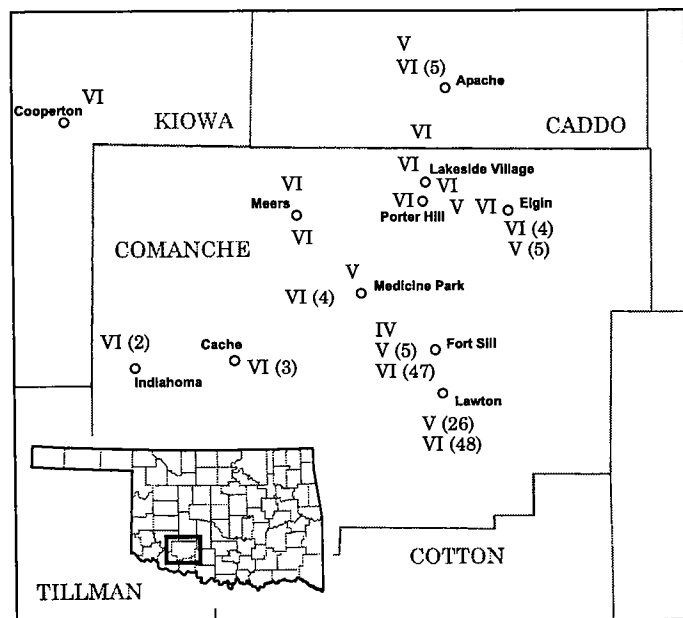 V
VI (5)
Apache
VI
Cooperton
KIOWA
VI
CADDO
VI
Lakeside Village
VI
VI
Meers
VI
Porter Hill
V
VI
Elgin
VI
VI (4)
V (5)
COMANCHE
V
Medicine Park
VI (4)
IV
V (5)
Fort Sill
VI (47)
VI (2)
Indiahoma
Cache
VI (3)
Lawton
V (26)
VI (48)
COTTON
TILLMAN